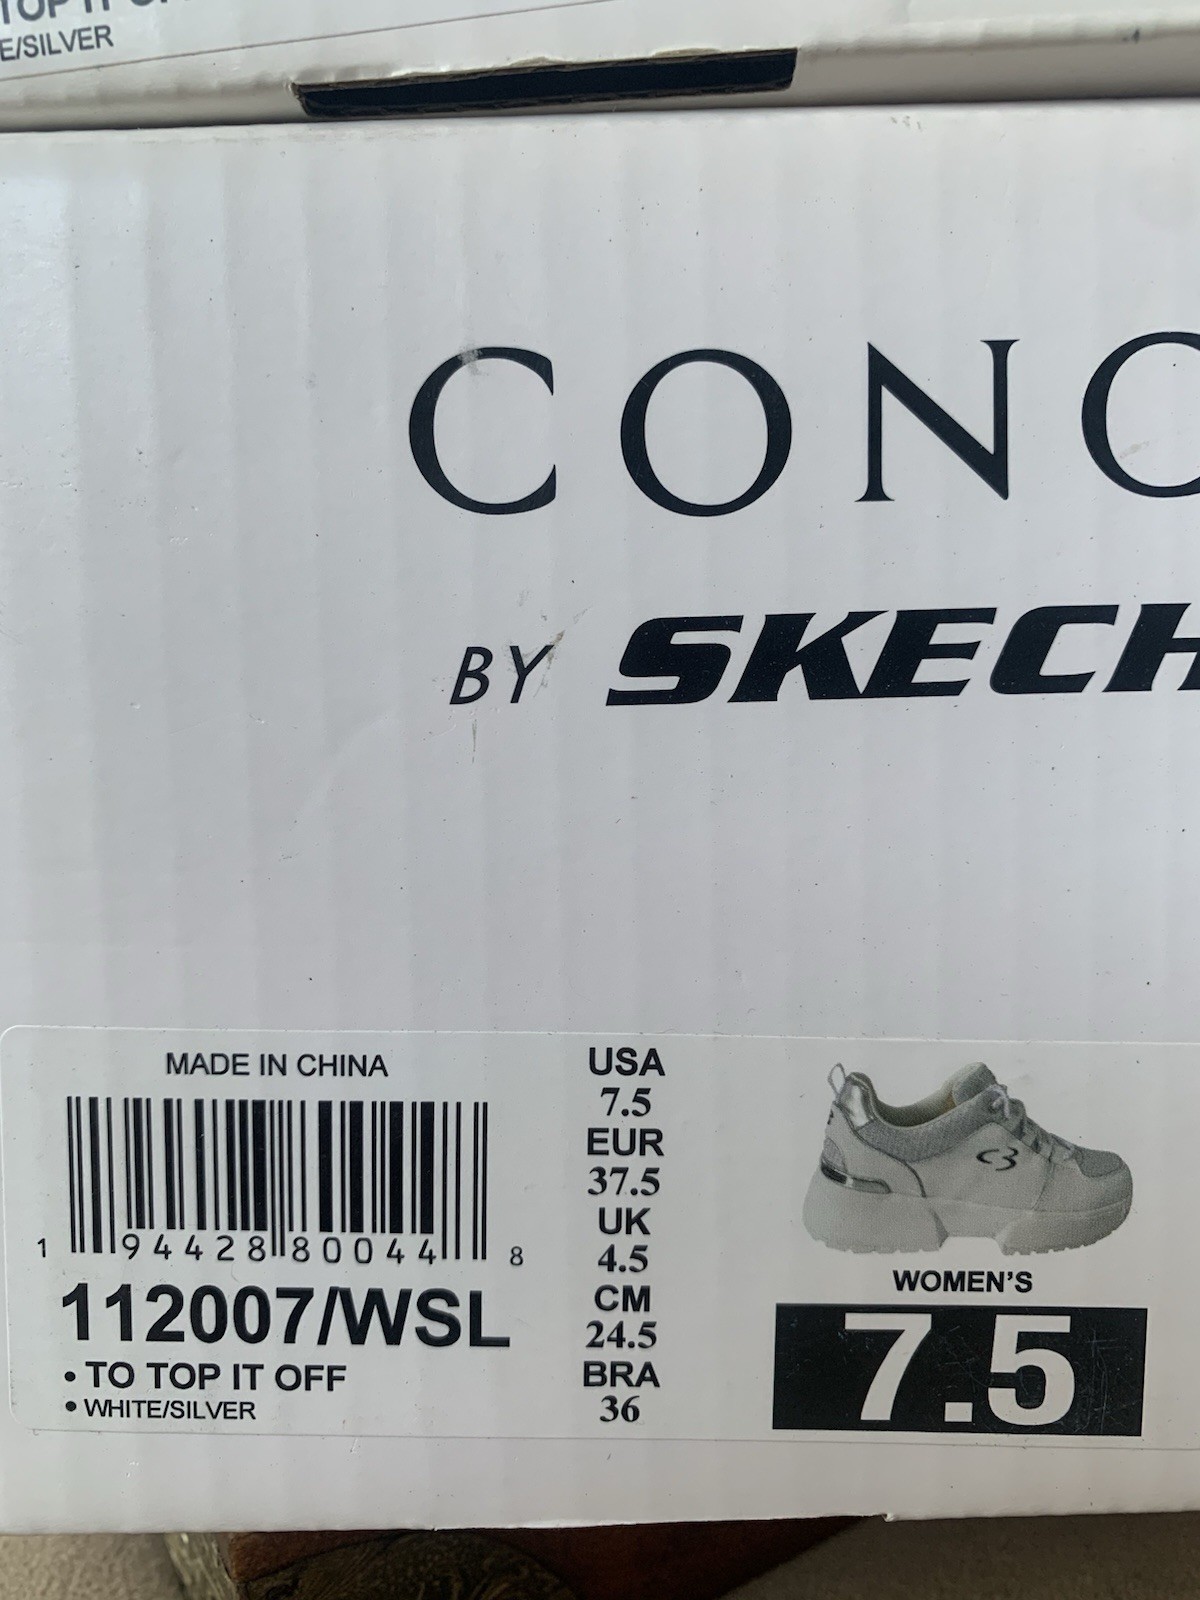 E/SILVER
CONC
BY SKECH
MADE IN CHINA
1 94428 80044 8
112007/WSL
• TO TOP IT OFF
• WHITE/SILVER
USA
7.5
EUR
37.5
UK
4.5
CM
24.5
BRA
36
WOMEN'S
7.5